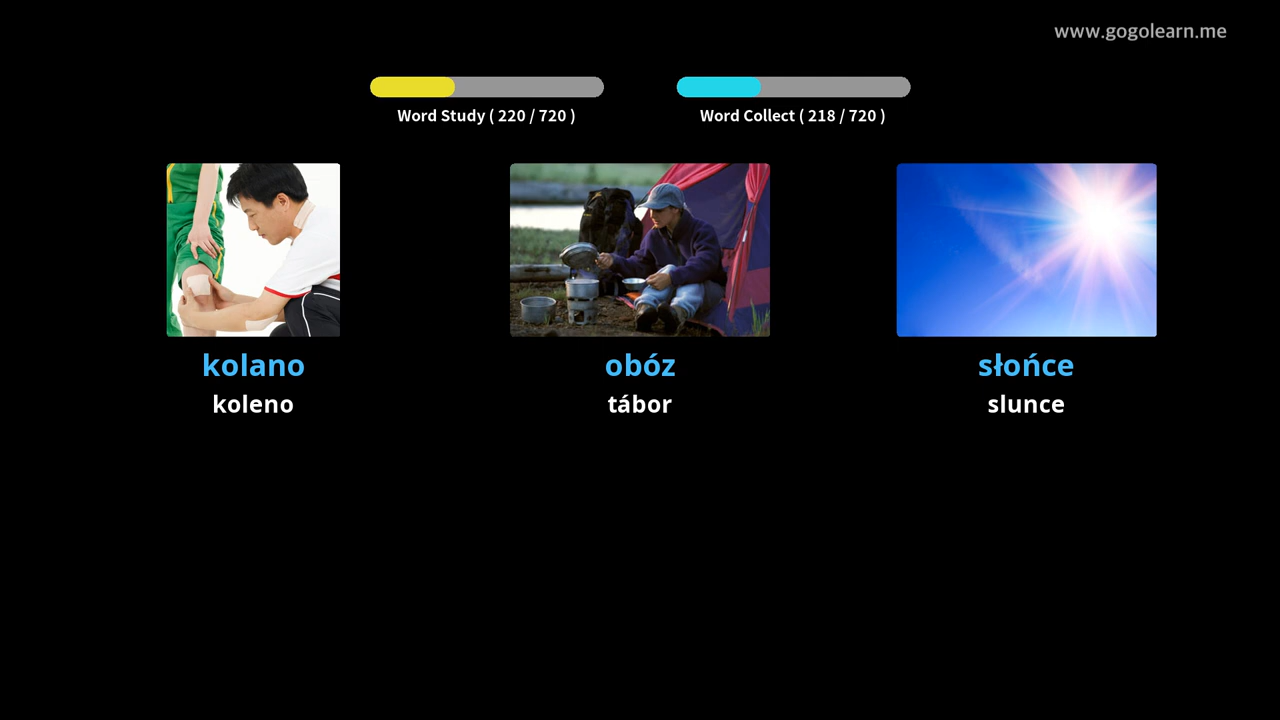 www.gogolearn.me
Word Study ( 220 / 720 )
Word Collect ( 218 / 720 )
kolano
koleno
obóz
tábor
słońce
slunce